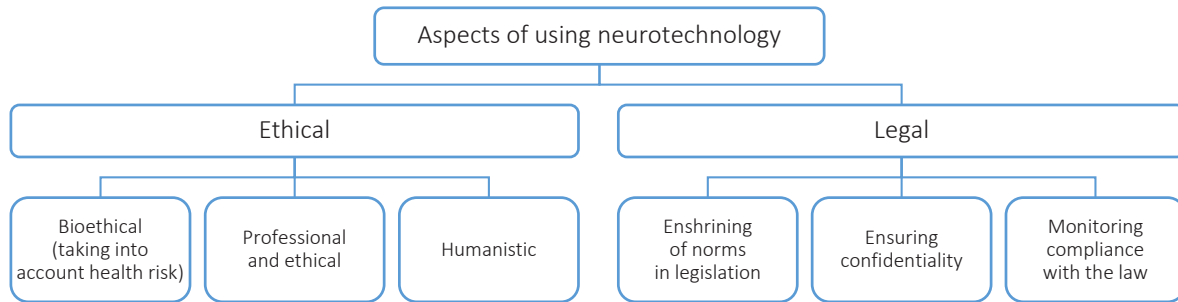 Aspects of using neurotechnology
Ethical
Legal
Bioethical
(taking into
account health risk)
Professional
and ethical
Humanistic
Enshrining
of norms
in legislation
Ensuring
confidentiality
Monitoring
compliance
with the law